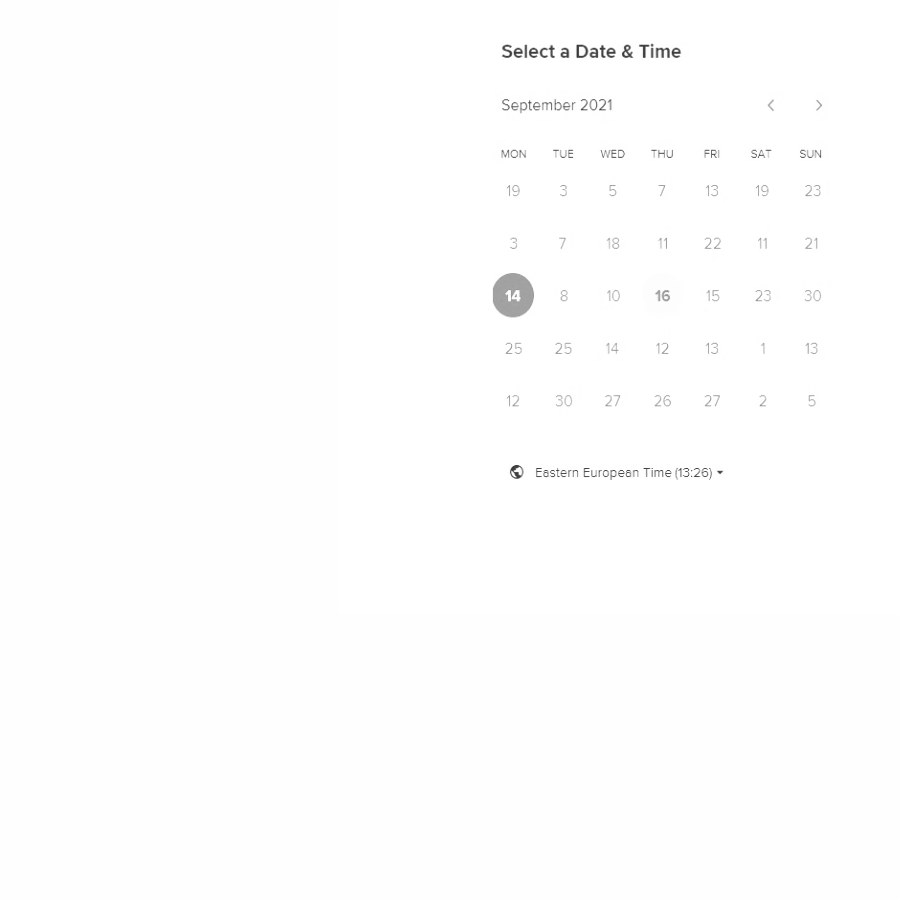 Select a Date & Time
September 2021
MON TUE WED THU FRI SAT SUN
19 3 5 7 13 19 23
3 7 18 11 22 11 21
14 8 10 16 15 23 30
25 25 14 12 13 1 13
12 30 27 26 27 2 5
Eastern European Time (13:26)